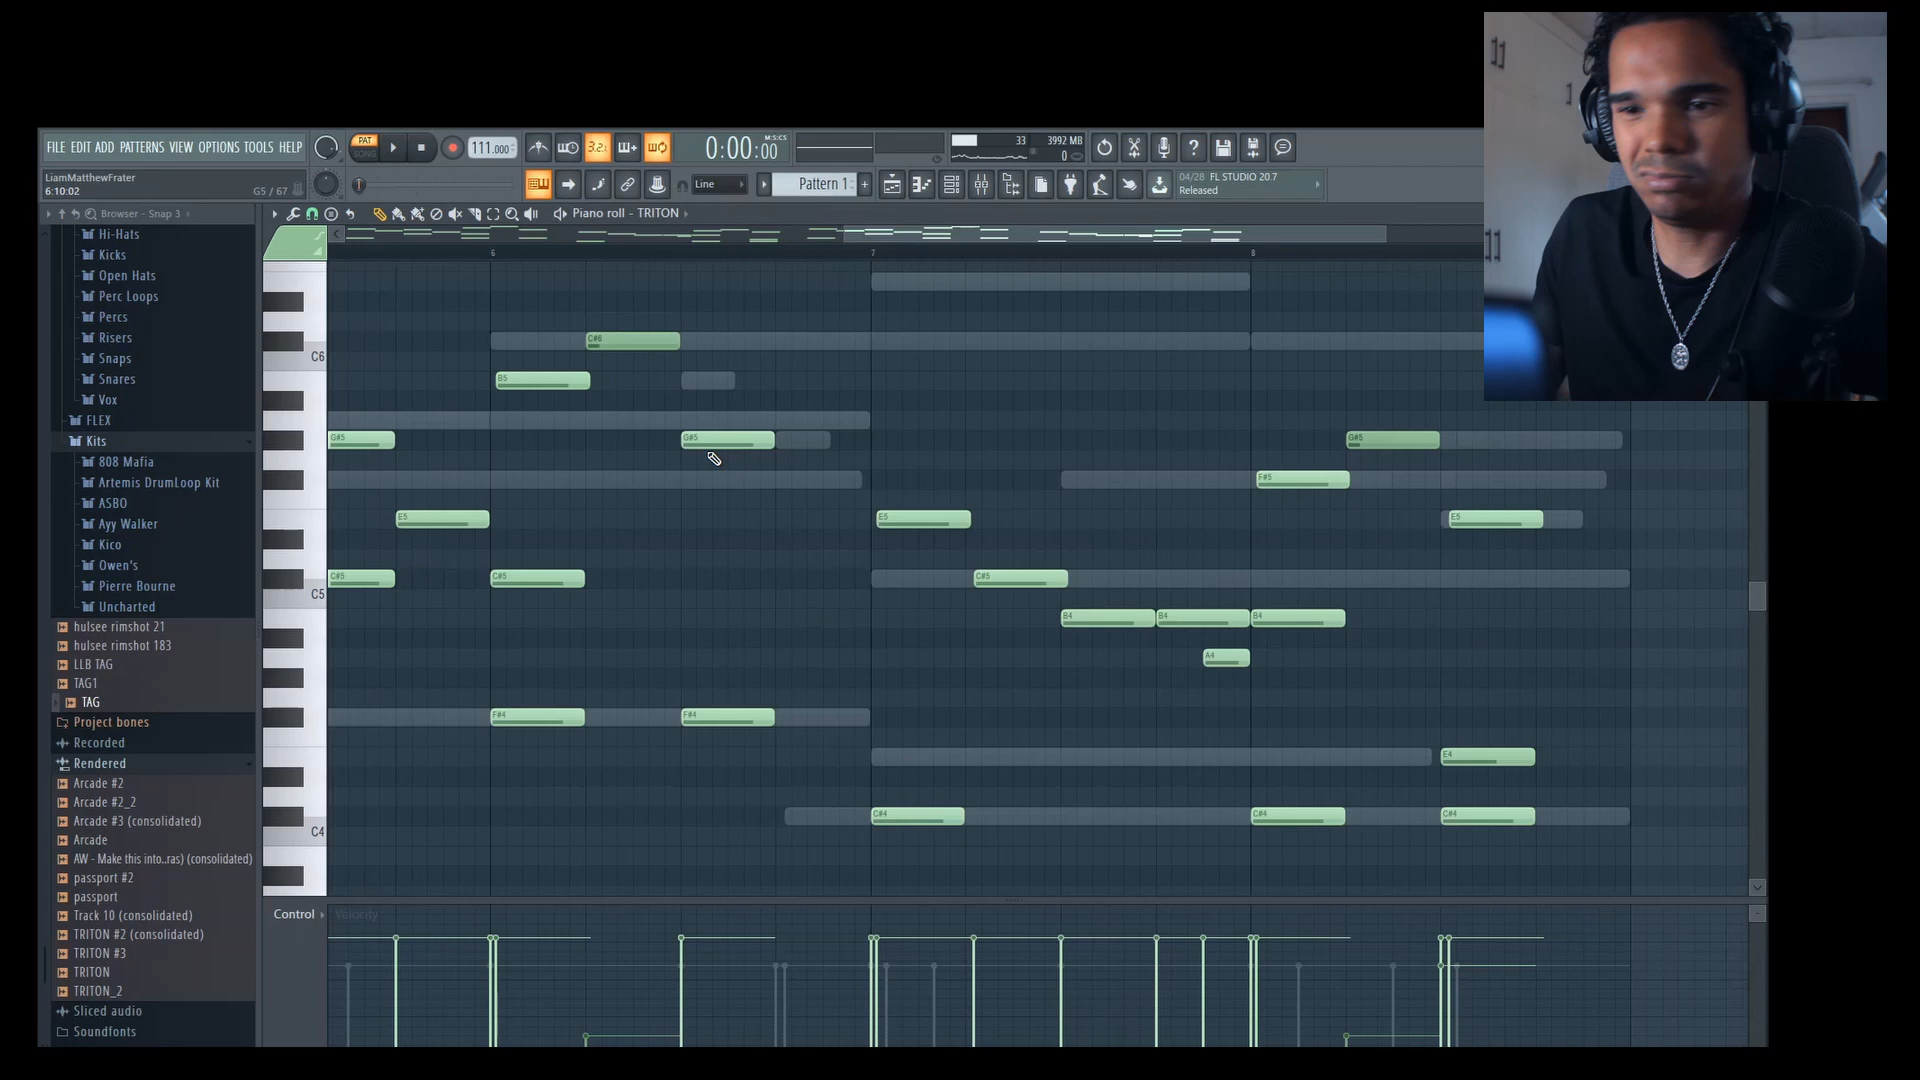 FILE EDIT ADD PATTERNS VIEW OPTIONS TOOLS HELP
PAT
SONG
111.000
3.2
0:00:00
M:S:CS
33
3992 MB
0
LiamMatthewFrater
6:10:02
G5 / 67
Line
Pattern 1
04/28 FL STUDIO 20.7
Released
Browser - Snap 3
Piano roll - TRITON
Hi-Hats
Kicks
Open Hats
Perc Loops
Percs
Risers
Snaps
Snares
Vox
FLEX
Kits
808 Mafia
Artemis DrumLoop Kit
ASBO
Ayy Walker
Kico
Owen's
Pierre Bourne
Uncharted
hulsee rimshot 21
hulsee rimshot 183
LLB TAG
TAG1
TAG
Project bones
Recorded
Rendered
Arcade #2
Arcade #2_2
Arcade #3 (consolidated)
Arcade
AW - Make this into..ras) (consolidated)
passport #2
passport
Track 10 (consolidated)
TRITON #2 (consolidated)
TRITON #3
TRITON
TRITON_2
Sliced audio
Soundfonts
6
7
8
C#6
C6
B5
G#5
G#5
G#5
F#5
E5
E5
E5
C#5
C#5
C#5
C5
B4
B4
B4
A4
F#4
F#4
E4
C#4
C#4
C#4
C4
Control
Velocity